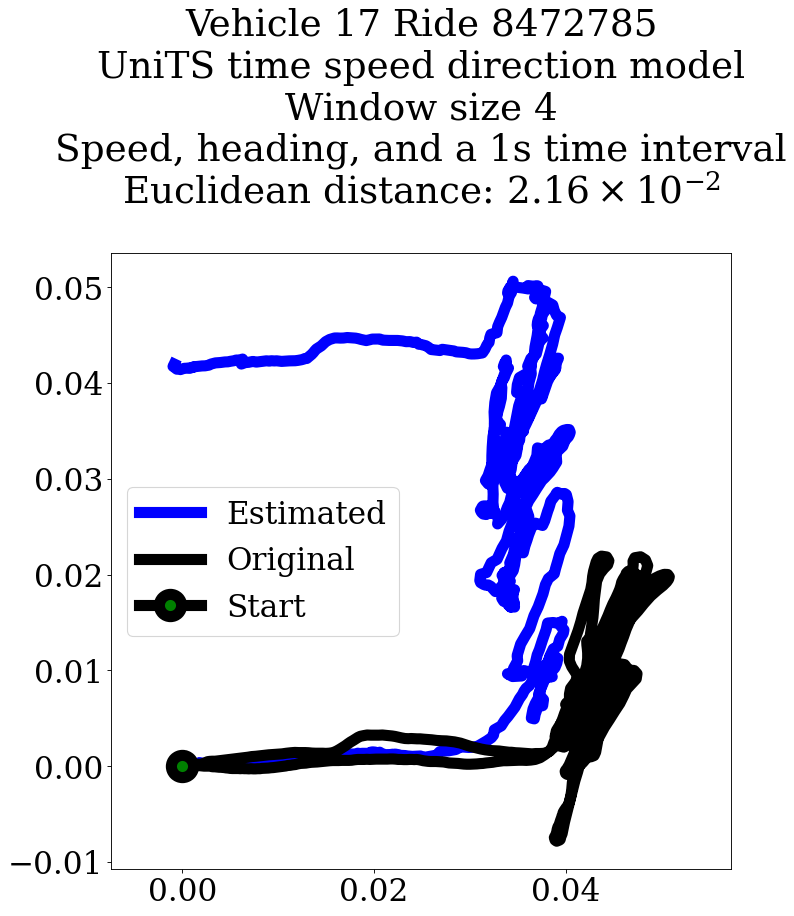 Vehicle 17 Ride 8472785
UniTS time speed direction model
Window size 4
Speed, heading, and a 1s time interval
Euclidean distance: $2.16 \times 10^{-2}$
0.05
0.04
0.03
0.02
0.01
0.00
−0.01
Estimated
Original
Start
0.00 0.02 0.04